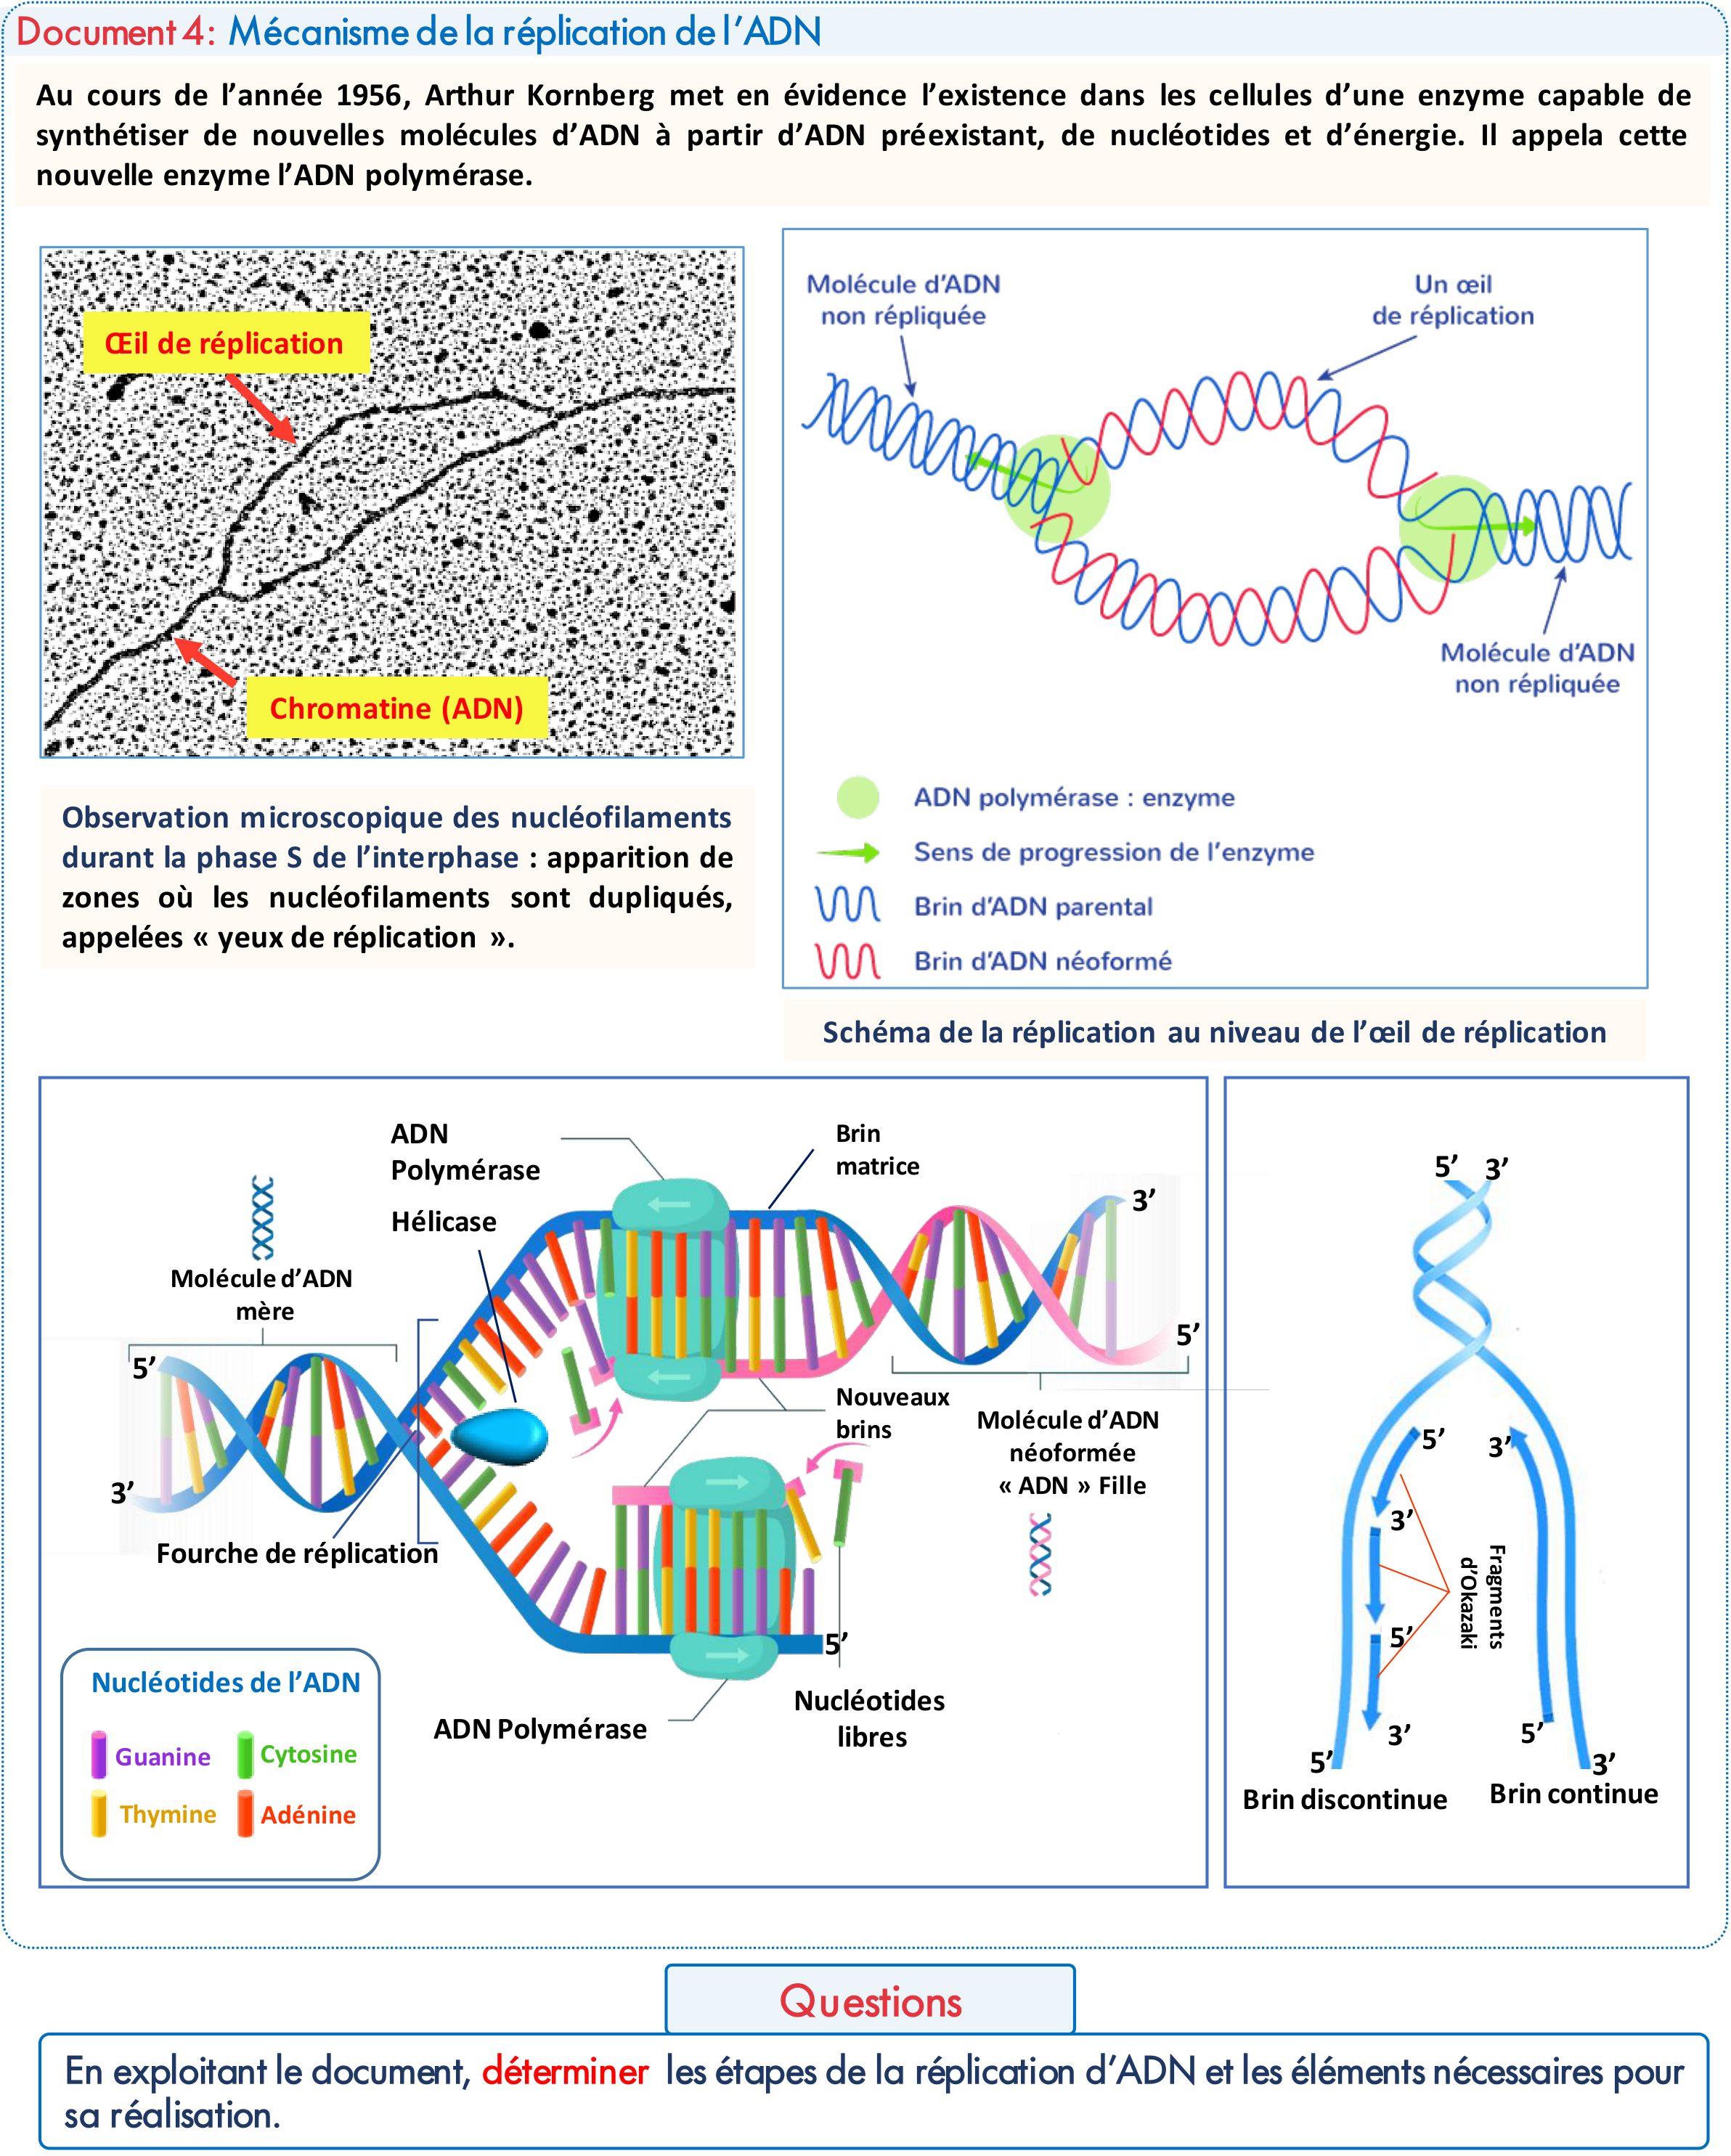 Document 4: Mécanisme de la réplication de l'ADN
Au cours de l'année 1956, Arthur Kornberg met en évidence l'existence dans les cellules d'une enzyme capable de
synthétiser de nouvelles molécules d'ADN à partir d'ADN préexistant, de nucléotides et d'énergie. Il appela cette
nouvelle enzyme l'ADN polymérase.
Œil de réplication
Chromatine (ADN)
Observation microscopique des nucléofilaments
durant la phase S de l'interphase : apparition de
zones où les nucléofilaments sont dupliqués,
appelées « yeux de réplication ».
Molécule d'ADN
non répliquée
Un œil
de réplication
Molécule d'ADN
non répliquée
ADN polymérase : enzyme
Sens de progression de l'enzyme
Brin d'ADN parental
Brin d'ADN néoformé
Schéma de la réplication au niveau de l'œil de réplication
ADN
Polymérase
Hélicase
Brin
matrice
Molécule d'ADN
mère
3'
5'
5'
3'
Nouveaux
brins
Molécule d'ADN
néoformée
« ADN » Fille
Fourche de réplication
5'
Nucléotides de l'ADN
Guanine
Cytosine
Thymine
Adénine
ADN Polymérase
Nucléotides
libres
5'
3'
5'
3'
3'
Fragments
d'Okazaki
5'
3'
5'
5'
3'
Brin discontinue
Brin continue
Questions
En exploitant le document, déterminer les étapes de la réplication d'ADN et les éléments nécessaires pour
sa réalisation.